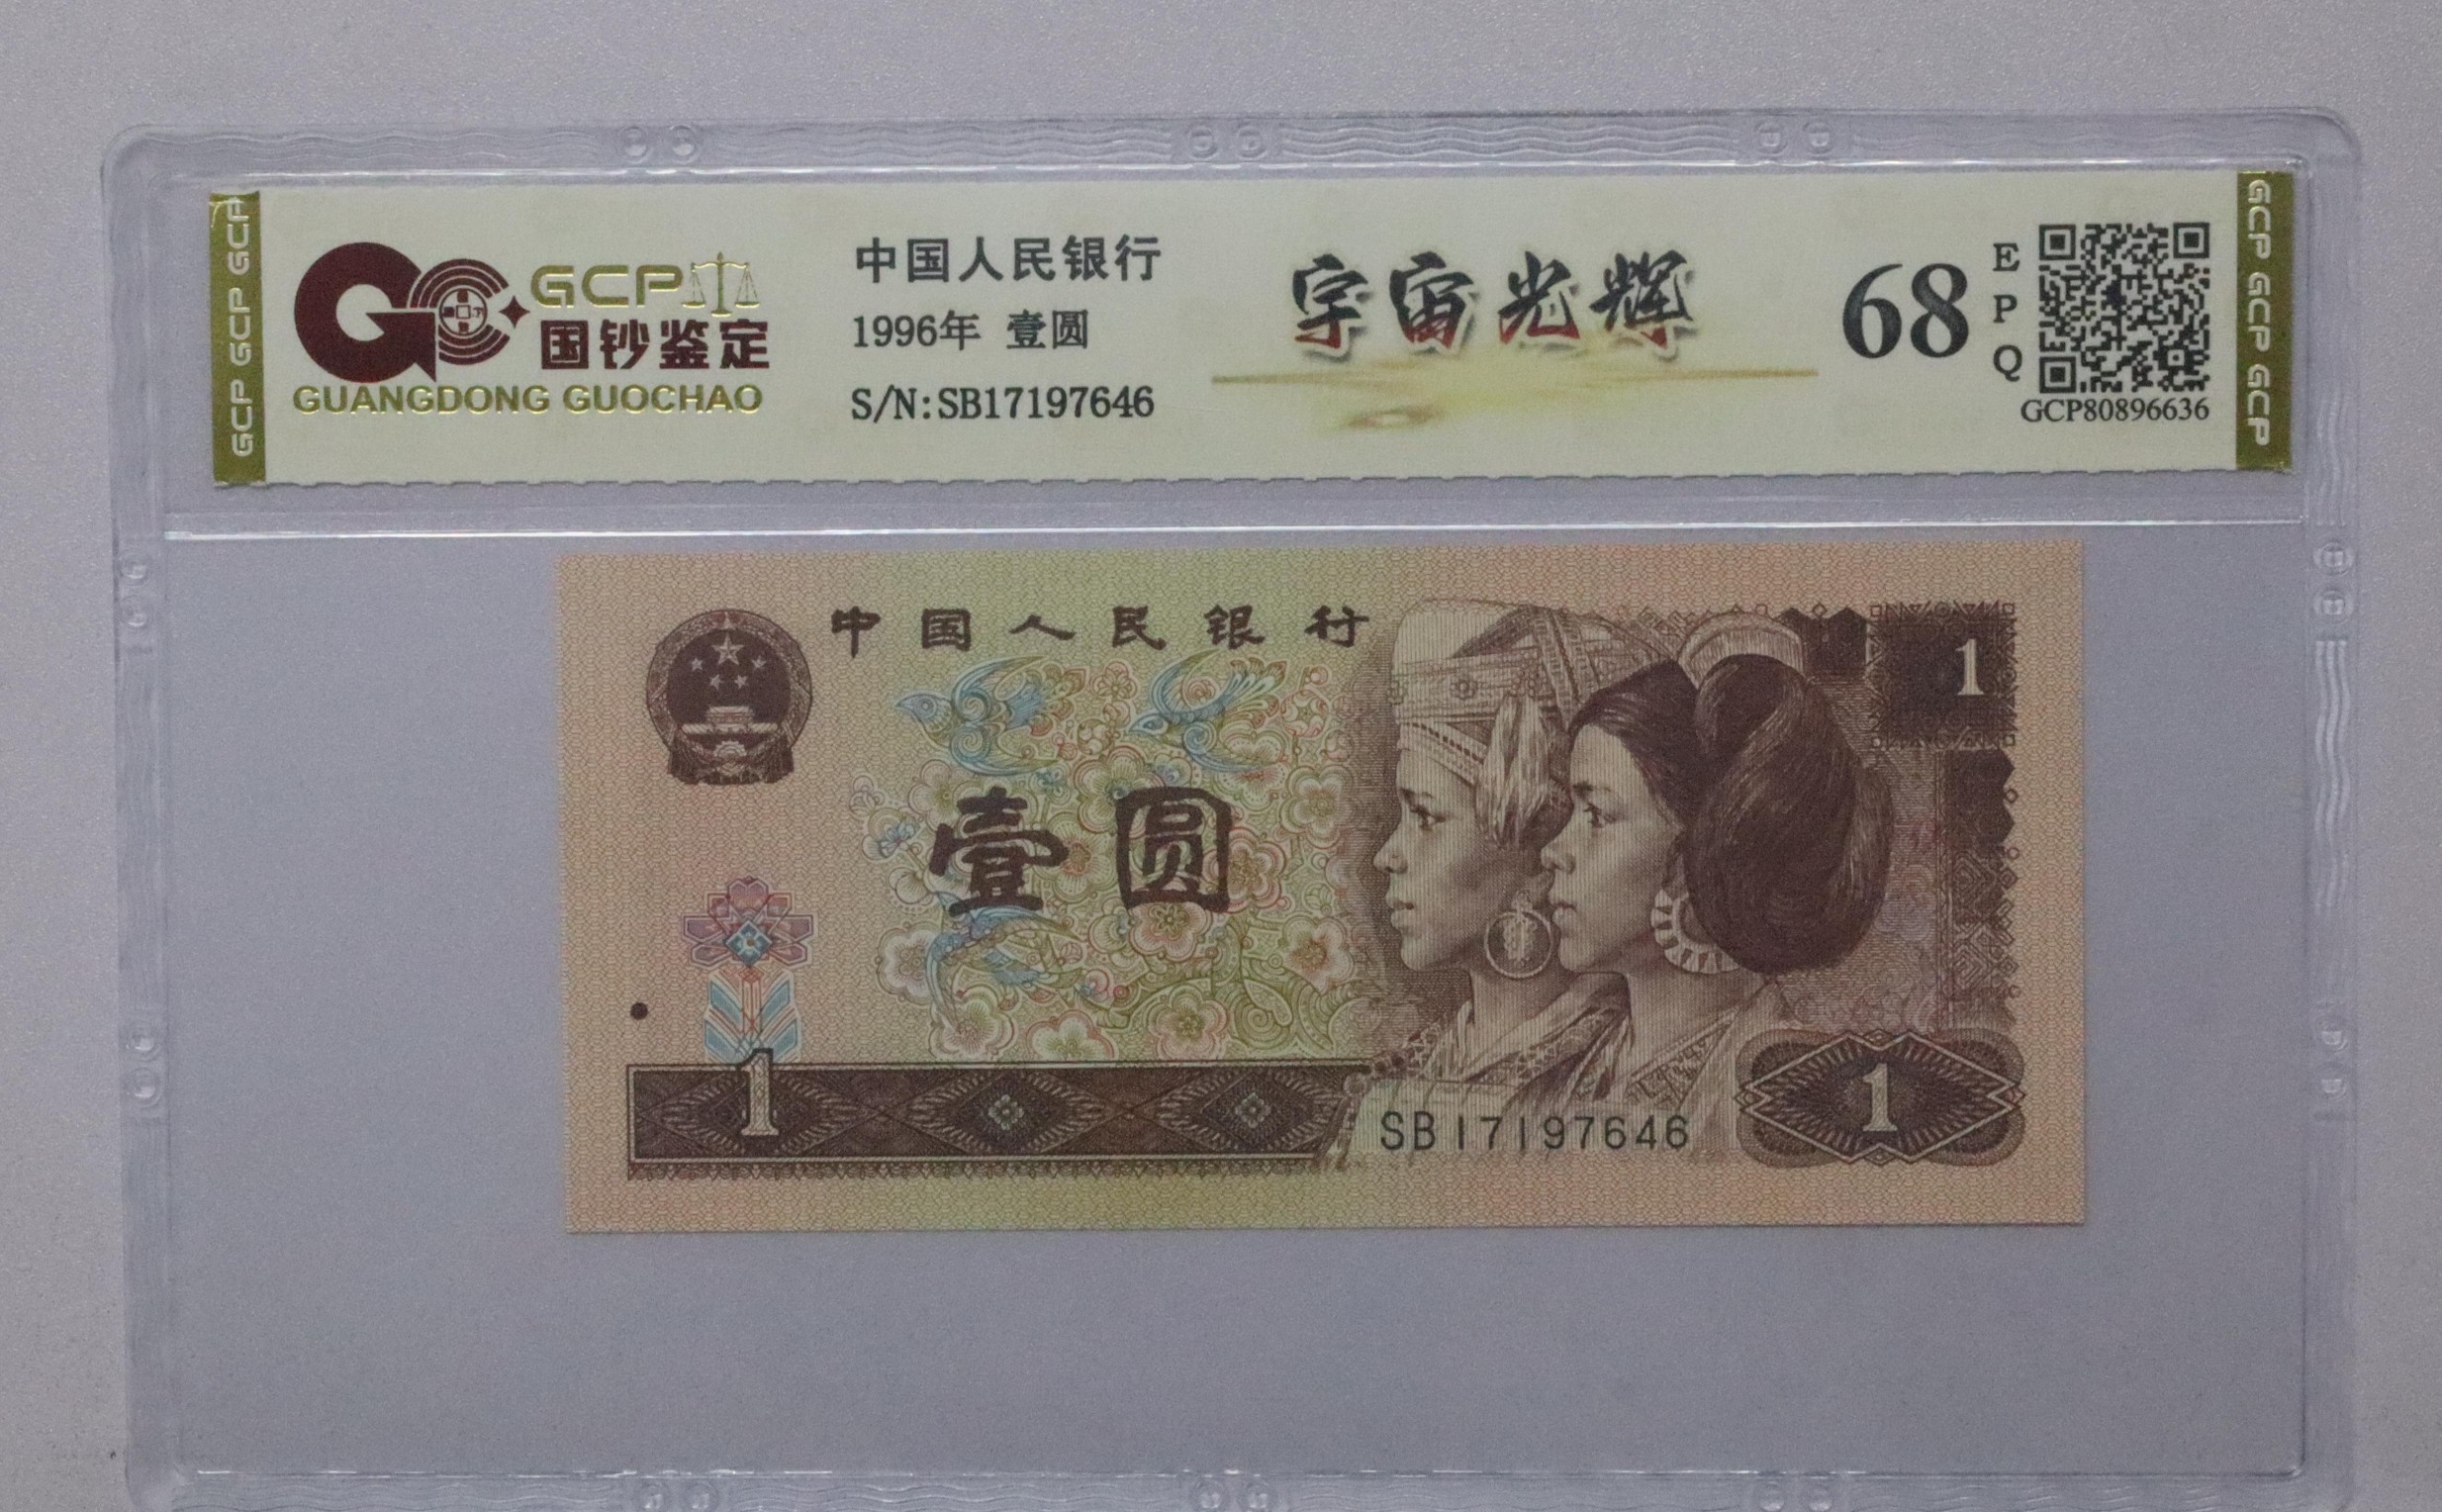 GCP GCP GCP
GCP
国钞鉴定
GUANGDONG GUOCHAO
中国人民银行
1996年 壹圆
S/N:SB17197646
宇宙光辉
68
EPQ
GCP80896636
GCP GCP GCP
中国人民银行
1
壹圆
1
SB17197646
1